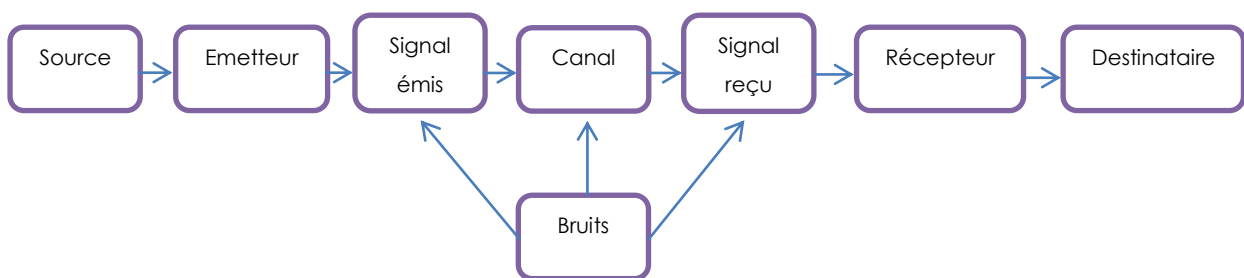 Source
Emetteur
Signal
émis
Canal
Signal
reçu
Récepteur
Destinataire
Bruits